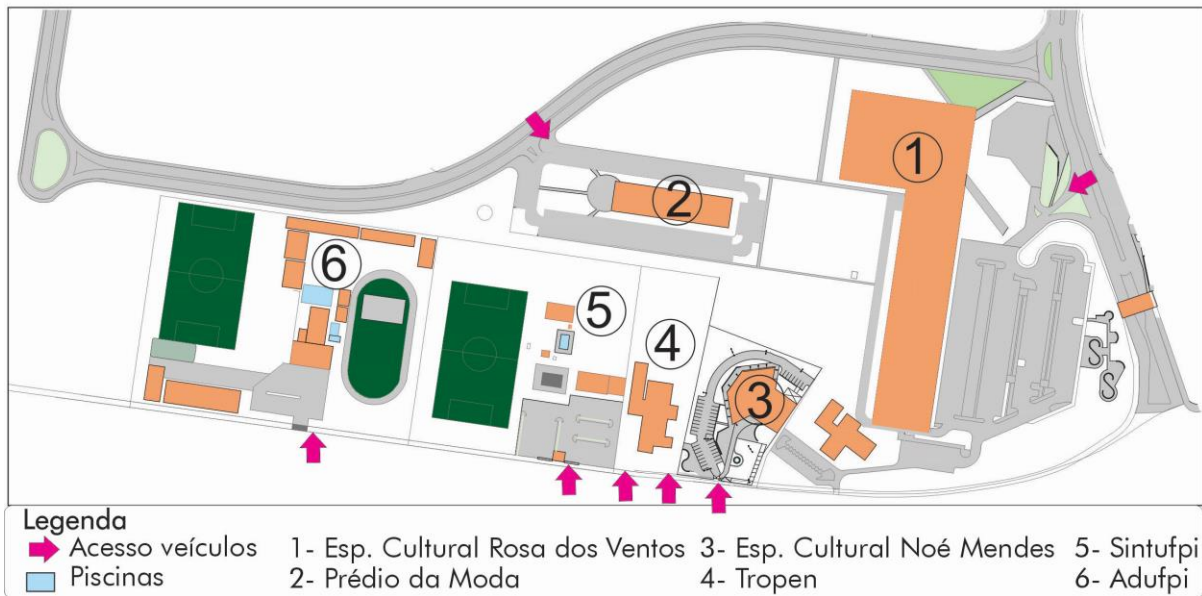 1
2
6
5
4
3
Legenda
Acesso veículos 1- Esp. Cultural Rosa dos Ventos 3- Esp. Cultural Noé Mendes 5- Sintufpi
Piscinas 2- Prédio da Moda 4- Tropen 6- Adufpi